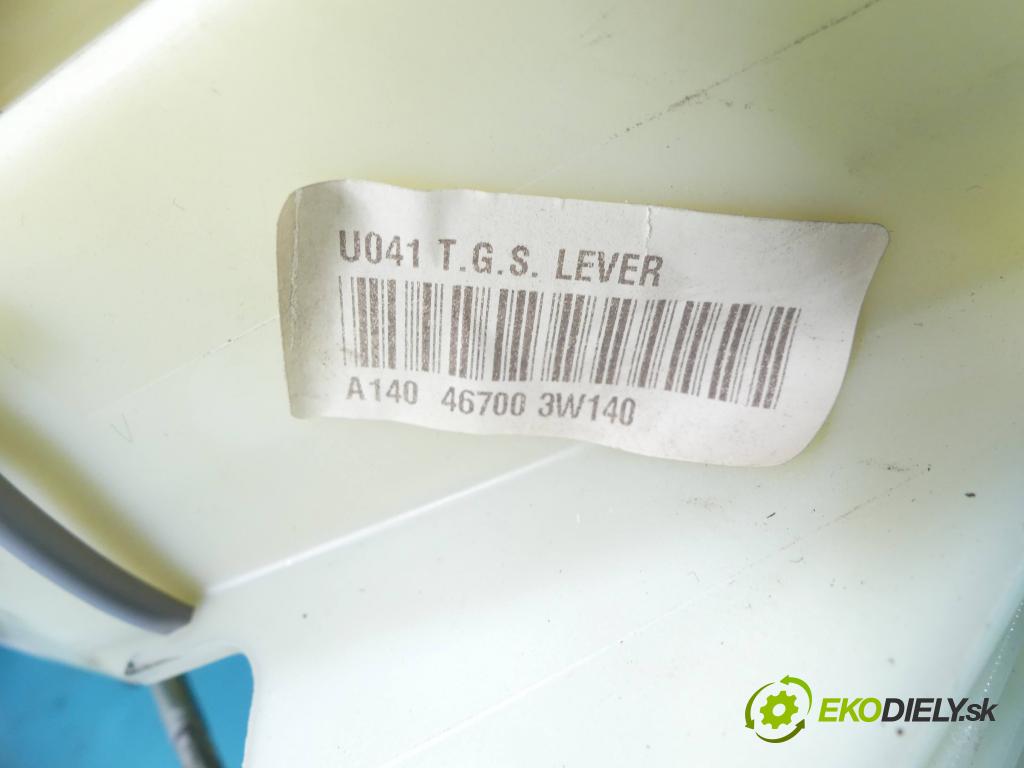 U041 T.G.S. LEVER
A140 46700 3W140
EKODIELY.sk